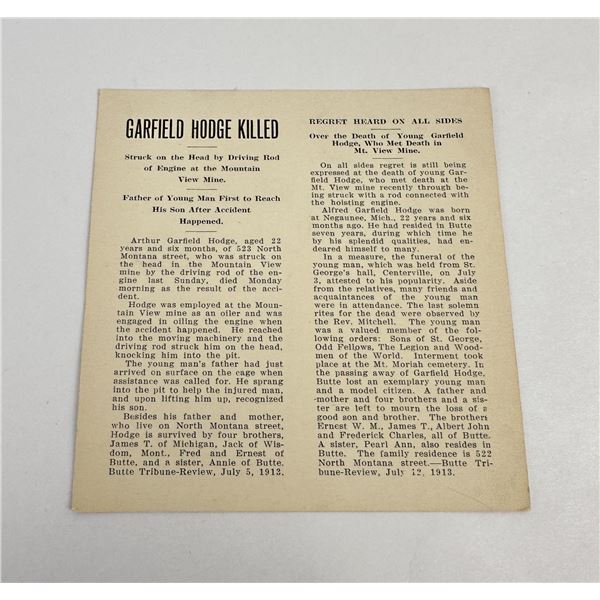 GARFIELD HODGE KILLED
Struck on the Head by Driving Rod
of Engine at the Mountain
View Mine.
Father of Young Man First to Reach
His Son After Accident
Happened.
Arthur Garfield Hodge, aged 22
years and six months, of 523 North
Montana street, who was struck on
the head in the Mountain View
mine by the driving rod of the en-
gine last Sunday, died Monday
morning as the result of the acci-
dent.
Hodge was employed at the Moun-
tain View mine as an oiler and was
engaged in oiling the engine when
the accident happened. He reached
into the moving machinery and the
driving rod struck him on the head,
knocking him into the pit.
The young man's father had just
arrived on surface on the cage when
assistance was called for. He sprang
into the pit to help the injured man,
and upon lifting him up, recognized
his son.
Besides his father and mother,
who live on North Montana street,
Hodge is survived by four brothers,
James T. of Michigan, Jack of Wis-
dom, Mont., Fred and Ernest of
Butte, and a sister, Annie of Butte.
Butte Tribune-Review, July 5, 1913.
REGRET HEARD ON ALL SIDES
Over the Death of Young Garfield
Hodge, Who Met Death in
Mt. View Mine.
On all sides regret is still being
expressed at the death of young Gar-
field Hodge, who met death at the
Mt. View mine recently through be-
ing struck with a rod connected with
the hoisting engine.
Alfred Garfield Hodge was born
at Negaunee, Mich., 22 years and six
months ago. He had resided in Butte
seven years, during which time he
by his splendid qualities, had en-
deared himself to many.
In a measure, the funeral of the
young man, which was held from St.
George's hall, Centerville, on July
3, attested to his popularity. Aside
from the relatives, many friends and
acquaintances of the young man
were in attendance. The last solemn
rites for the dead were observed by
the Rev. Mitchell. The young man
was a valued member of the fol-
lowing orders: Sons of St. George,
Odd Fellows, The Legion and Wood-
men of the World. Interment took
place at the Mt. Moriah cemetery. In
the passing away of Garfield Hodge,
Butte lost an exemplary young man
and a model citizen. A father and
mother and four brothers and a sis-
ter are left to mourn the loss of a
good son and brother. The brothers
Ernest W. M., James T., Albert John
and Frederick Charles, all of Butte.
A sister, Pearl Ann, also resides in
Butte. The family residence is 522
North Montana street.—Butte Tri-
bune-Review, July 12, 1913.